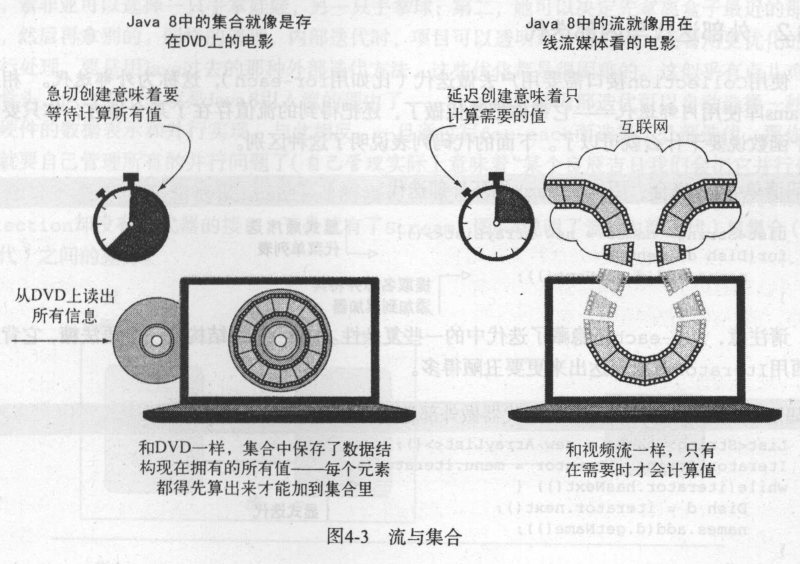 Java 8中的集合就像是存
在DVD上的电影
急切创建意味着要
等待计算所有值
从DVD上读出
所有信息
和DVD一样，集合中保存了数据结
构现在拥有的所有值——每个元素
都得先算出来才能加到集合里
Java 8中的流就像用在
线流媒体看的电影
延迟创建意味着只
计算需要的值
互联网
和视频流一样，只有
在需要时才会计算值
图4-3 流与集合